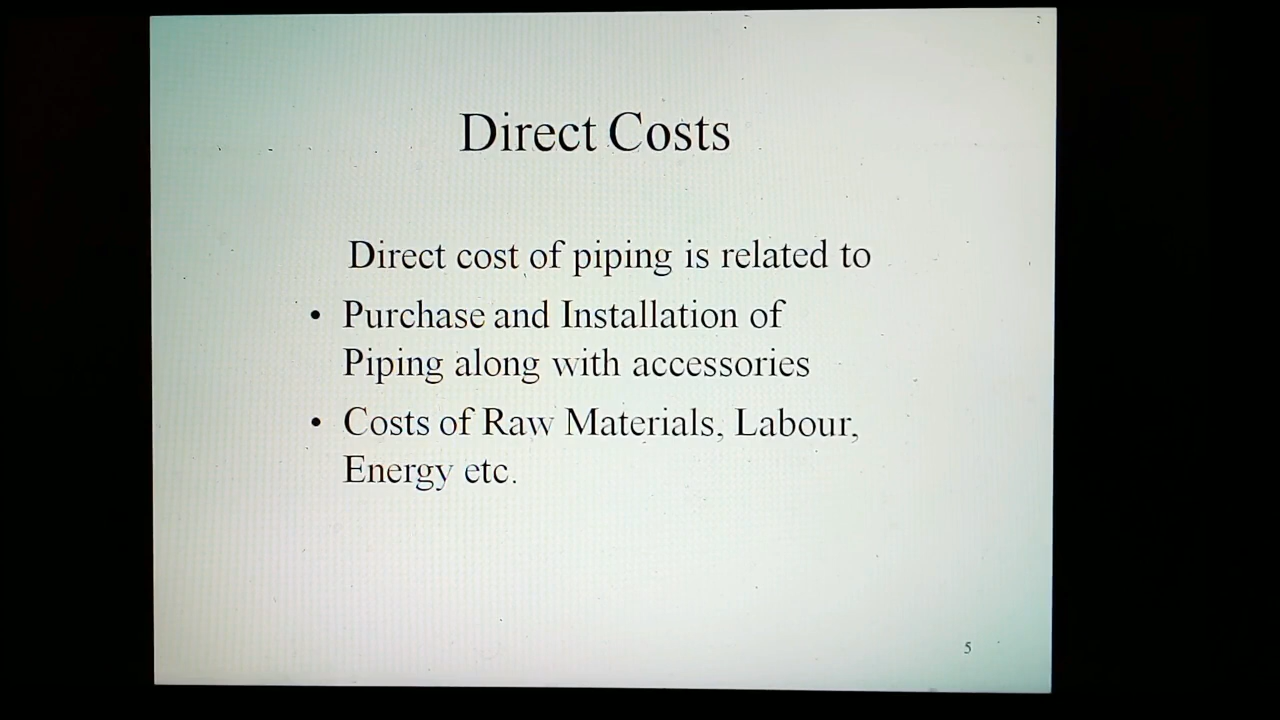 Direct Costs
Direct cost of piping is related to
• Purchase and Installation of
Piping along with accessories
• Costs of Raw Materials, Labour,
Energy etc.
5